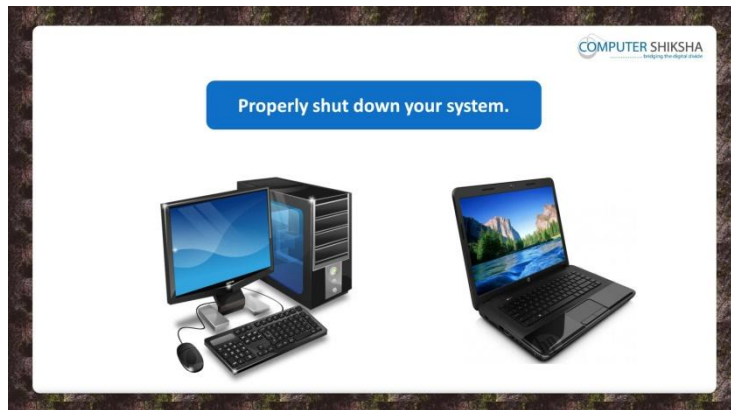 COMPUTER SHIKSHA
bridging the digital divide
Properly shut down your system.